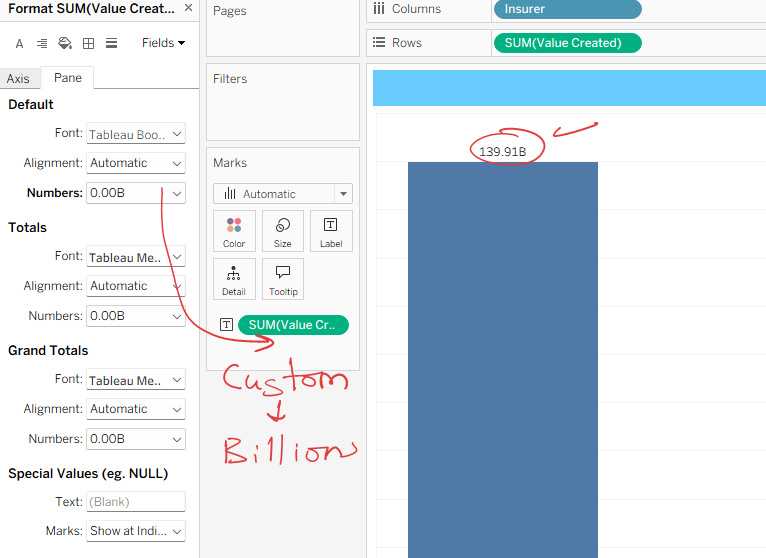 Format SUM(Value Creat...
Fields
Axis
Pane
Default
Font: Tableau Boo..
Alignment: Automatic
Numbers: 0.00B
Totals
Font: Tableau Me..
Alignment: Automatic
Numbers: 0.00B
Grand Totals
Font: Tableau Me..
Alignment: Automatic
Numbers: 0.00B
Special Values (eg. NULL)
Text: (Blank)
Marks: Show at Indi...
Pages
Filters
Marks
Automatic
Color
Size
Label
Detail
Tooltip
SUM(Value Cr..
Custom
Billions
Columns
Insurer
Rows
SUM(Value Created)
139.91B